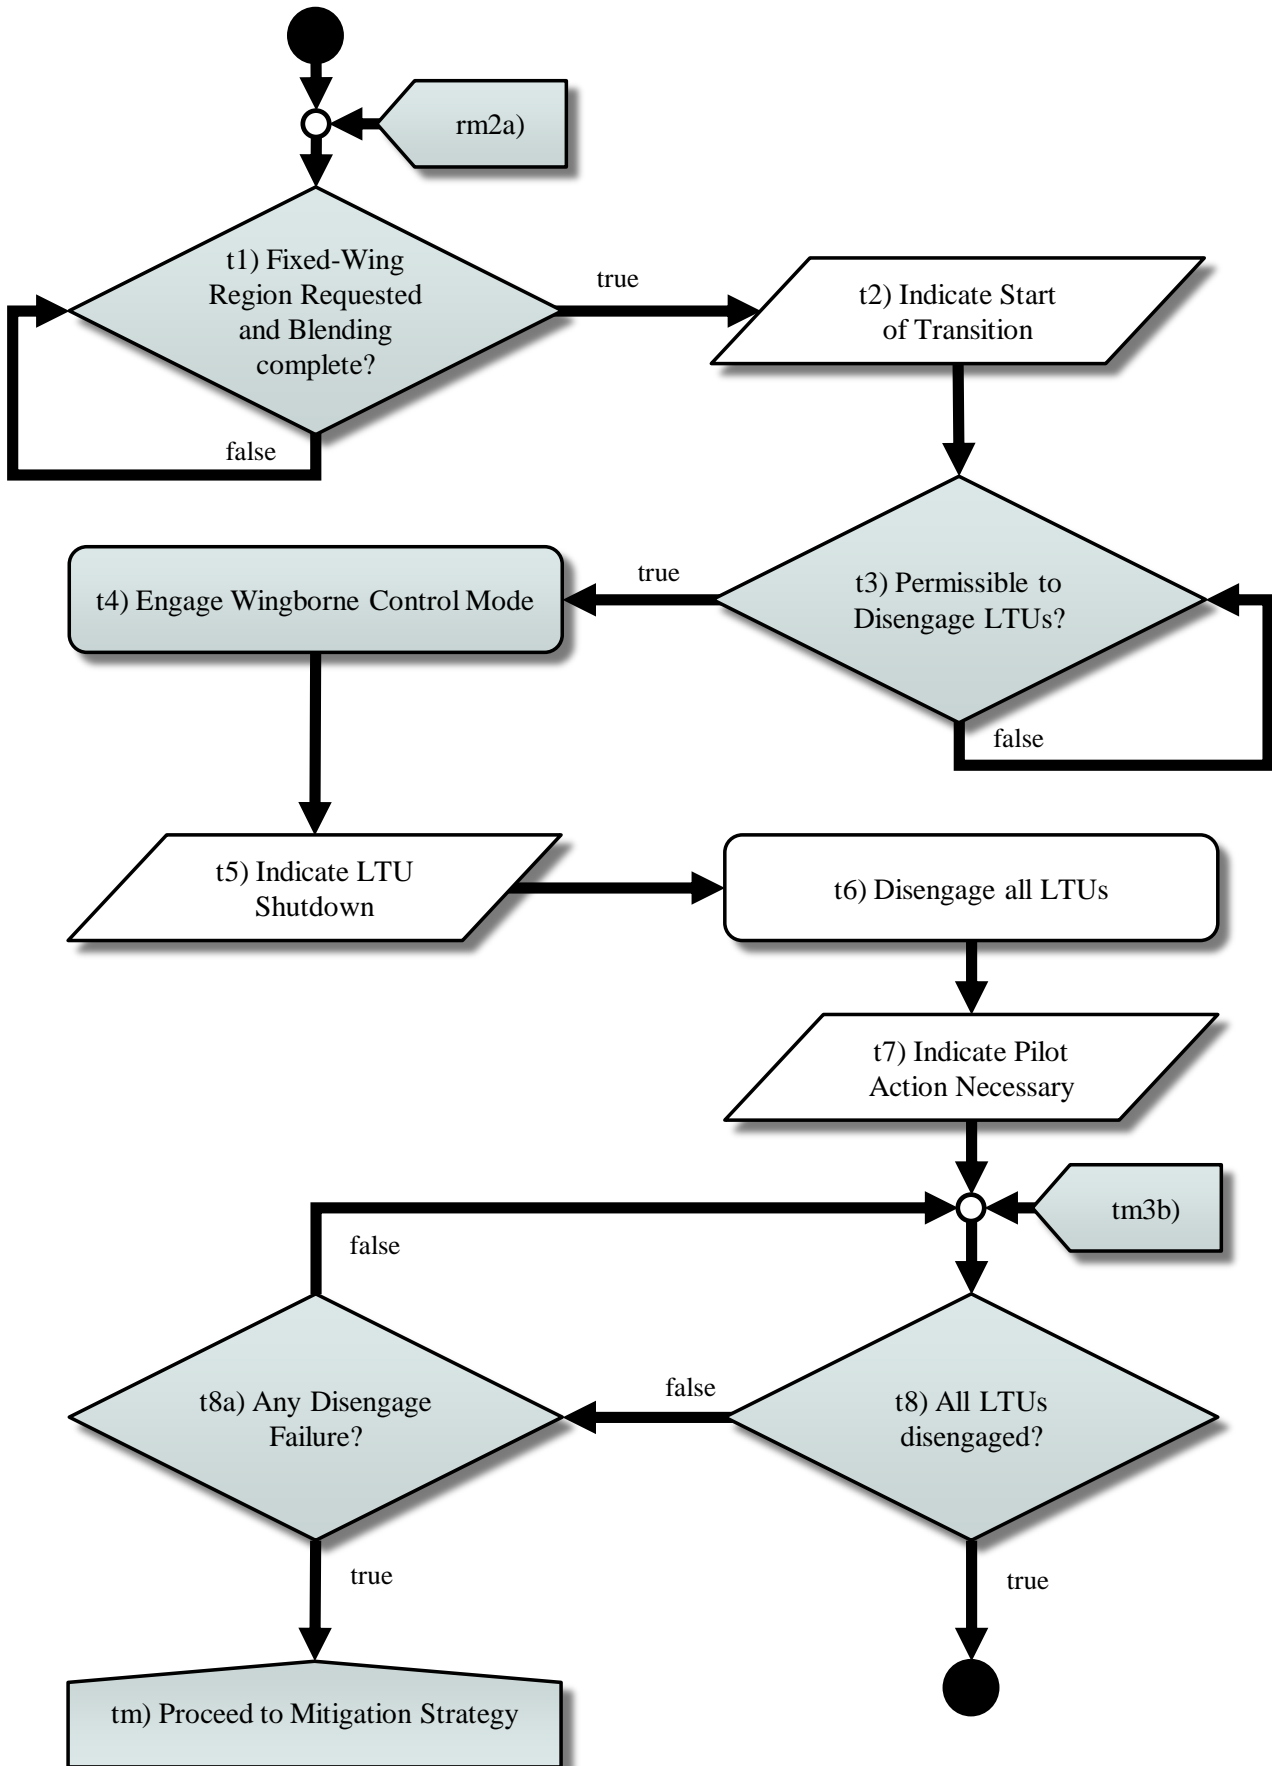 rm2a)
t1) Fixed-Wing
Region Requested
and Blending
complete?
true
false
t2) Indicate Start
of Transition
t3) Permissible to
Disengage LTUs?
true
false
t4) Engage Wingborne Control Mode
t5) Indicate LTU
Shutdown
t6) Disengage all LTUs
t7) Indicate Pilot
Action Necessary
tm3b)
false
t8) All LTUs
disengaged?
false
true
t8a) Any Disengage
Failure?
true
tm) Proceed to Mitigation Strategy